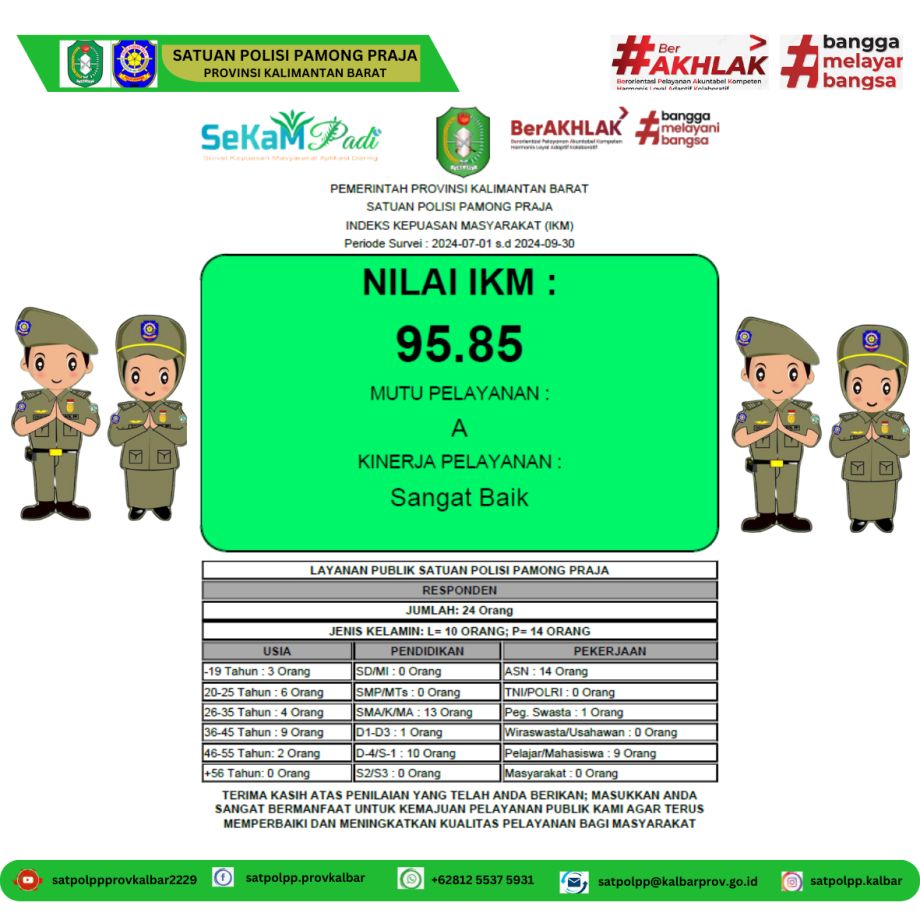 SATUAN POLISI PAMONG PRAJA
PROVINSI KALIMANTAN BARAT
#BerAKHLAK
Berorientasi Pelayanan Akuntabel Kompeten
Harmonis Loyal Adaptif Kolaboratif
#bangga
melayani
bangsa
SeKaM Padi
Survei Kepuasan Masyarakat Aplikasi Daring
BerAKHLAK
Berorientasi Pelayanan Akuntabel Kompeten
Harmonis Loyal Adaptif Kolaboratif
#bangga
melayani
bangsa
PEMERINTAH PROVINSI KALIMANTAN BARAT
SATUAN POLISI PAMONG PRAJA
INDEKS KEPUASAN MASYARAKAT (IKM)
Periode Survei : 2024-07-01 s.d 2024-09-30
NILAI IKM :
95.85
MUTU PELAYANAN :
A
KINERJA PELAYANAN :
Sangat Baik
LAYANAN PUBLIK SATUAN POLISI PAMONG PRAJA
RESPONDEN
JUMLAH: 24 Orang
JENIS KELAMIN: L= 10 ORANG; P= 14 ORANG
USIA PENDIDIKAN PEKERJAAN
-19 Tahun : 3 Orang SD/MI : 0 Orang ASN : 14 Orang
20-25 Tahun : 6 Orang SMP/MTs : 0 Orang TNI/POLRI : 0 Orang
26-35 Tahun : 4 Orang SMA/K/MA : 13 Orang Peg. Swasta : 1 Orang
36-45 Tahun : 9 Orang D1-D3 : 1 Orang Wiraswasta/Usahawan : 0 Orang
46-55 Tahun: 2 Orang D-4/S-1 : 10 Orang Pelajar/Mahasiswa : 9 Orang
+56 Tahun: 0 Orang S2/S3 : 0 Orang Masyarakat : 0 Orang
TERIMA KASIH ATAS PENILAIAN YANG TELAH ANDA BERIKAN; MASUKKAN ANDA
SANGAT BERMANFAAT UNTUK KEMAJUAN PELAYANAN PUBLIK KAMI AGAR TERUS
MEMPERBAIKI DAN MENINGKATKAN KUALITAS PELAYANAN BAGI MASYARAKAT
satpolppprovkalbar2229
satpolpp.provkalbar
+62812 5537 5931
satpolpp@kalbarprov.go.id
satpolpp.kalbar